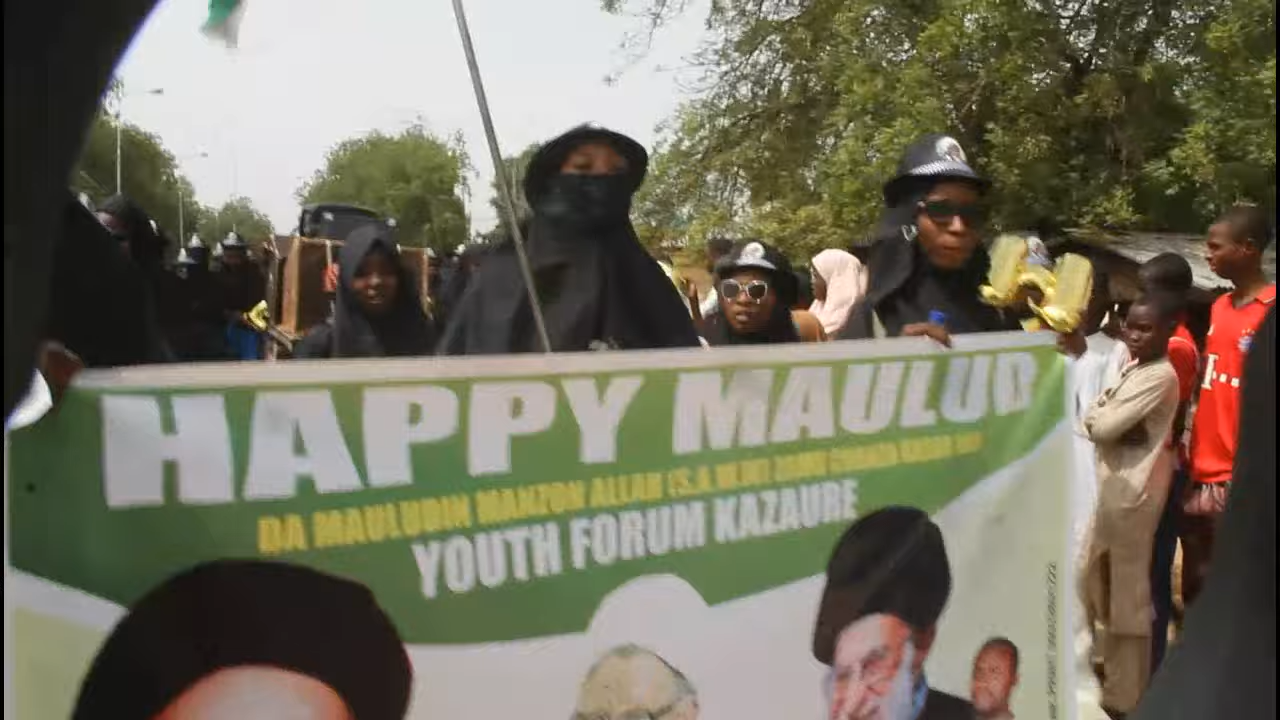 HAPPY MAULUD
DA MAULUDIN MANZON ALLAH (S.A
YOUTH FORUM KAZAURE